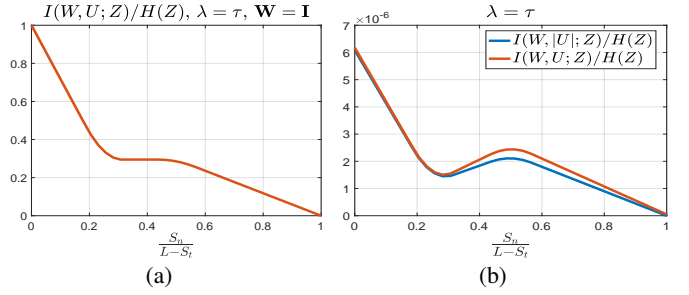 I(W, U; Z)/H(Z), λ = τ, W = I
1
0.8
0.6
0.4
0.2
0
0 0.2 0.4 0.6 0.8 1
S_n
L−S_t
(a)
λ = τ
×10^-6
7
6
5
4
3
2
1
0
I(W, |U|; Z)/H(Z)
I(W, U; Z)/H(Z)
0 0.2 0.4 0.6 0.8 1
S_n
L−S_t
(b)